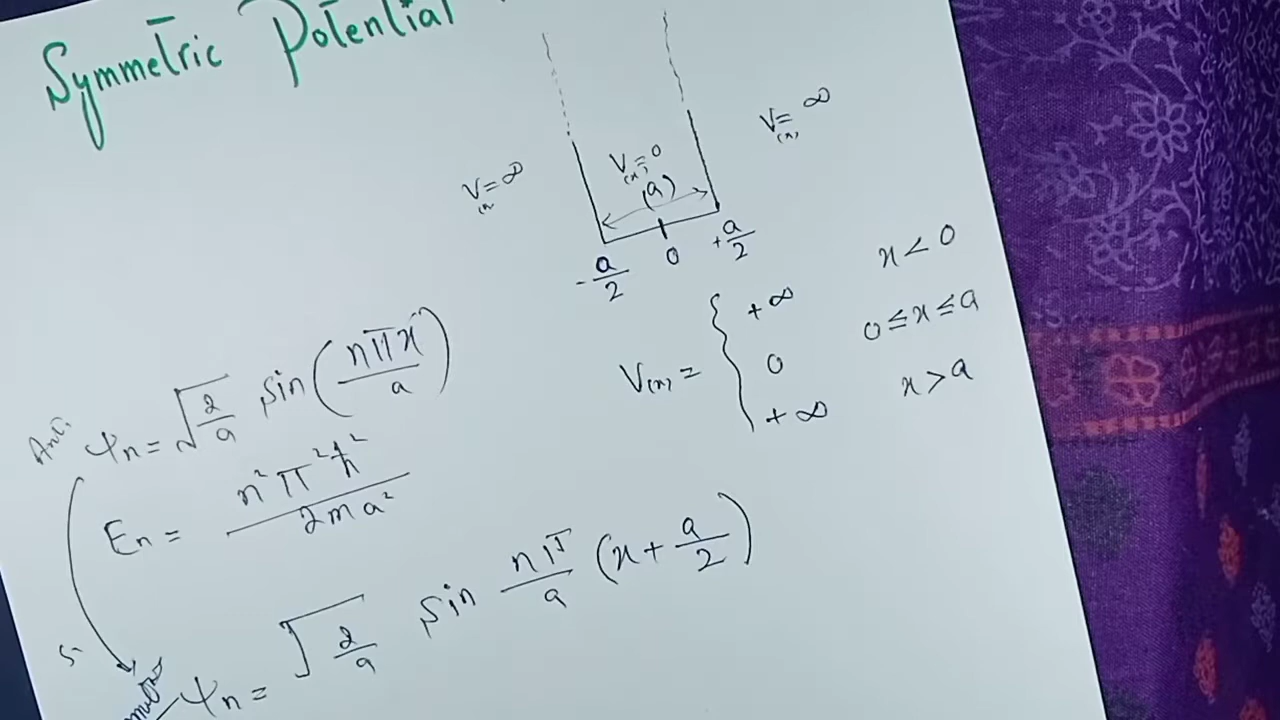 Symmetric Potential
V(x)=∞
V(x)=0
V(x)=∞
(a)
-a/2 0 +a/2
V(x) = { +∞ x<0
0 0≤x≤a
+∞ x>a
Anti ψn = √(2/a) sin(nπx/a)
En = n²π²ħ²/2ma²
ψn = √(2/a) sin nπ/a (x + a/2)